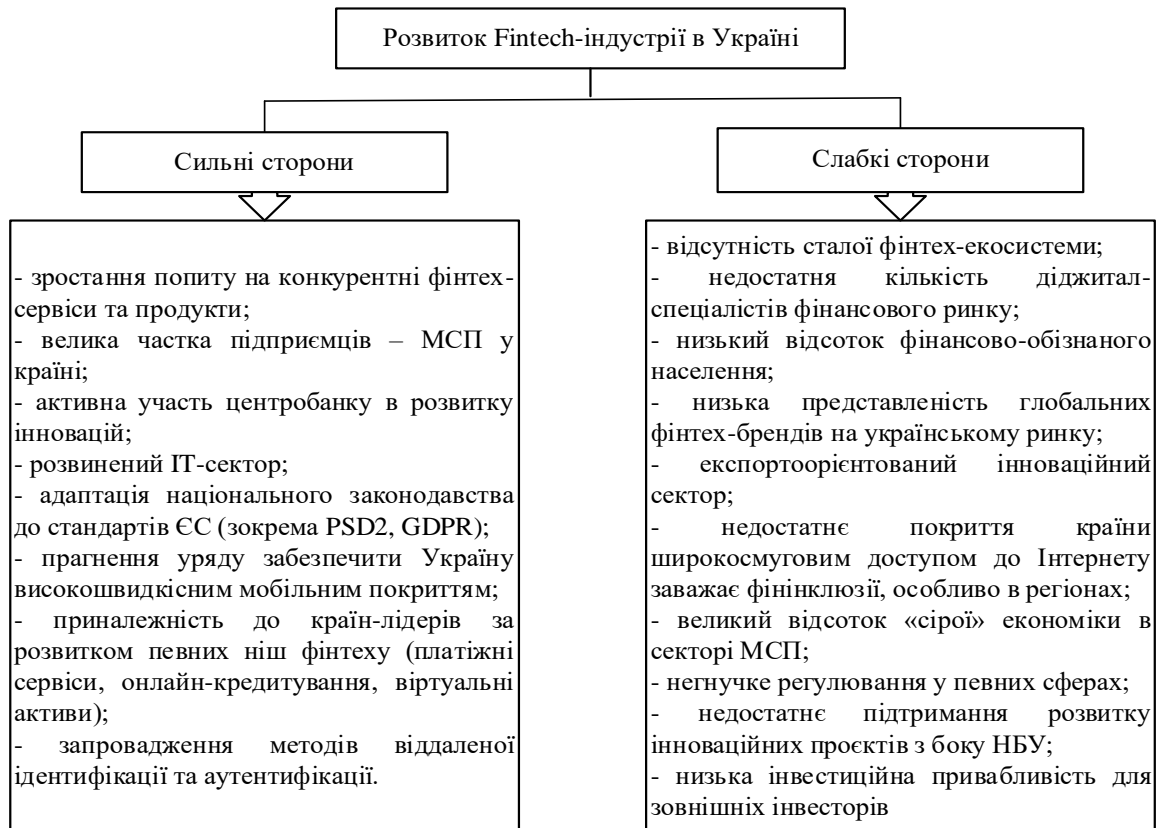 Розвиток Fintech-індустрії в Україні
Сильні сторони
- зростання попиту на конкурентні фінтех-
сервіси та продукти;
- велика частка підприємців – МСП у
країні;
- активна участь центробанку в розвитку
інновацій;
- розвинений ІТ-сектор;
- адаптація національного законодавства
до стандартів ЄС (зокрема PSD2, GDPR);
- прагнення уряду забезпечити Україну
високошвидкісним мобільним покриттям;
- приналежність до країн-лідерів за
розвитком певних ніш фінтеху (платіжні
сервіси, онлайн-кредитування, віртуальні
активи);
- запровадження методів віддаленої
ідентифікації та аутентифікації.
Слабкі сторони
- відсутність сталої фінтех-екосистеми;
- недостатня кількість діджитал-
спеціалістів фінансового ринку;
- низький відсоток фінансово-обізнаного
населення;
- низька представленість глобальних
фінтех-брендів на українському ринку;
- експортоорієнтований інноваційний
сектор;
- недостатнє покриття країни
широкосмуговим доступом до Інтернету
заважає фінінклюзії, особливо в регіонах;
- великий відсоток «сірої» економіки в
секторі МСП;
- негнучке регулювання у певних сферах;
- недостатнє підтримання розвитку
інноваційних проєктів з боку НБУ;
- низька інвестиційна привабливість для
зовнішніх інвесторів